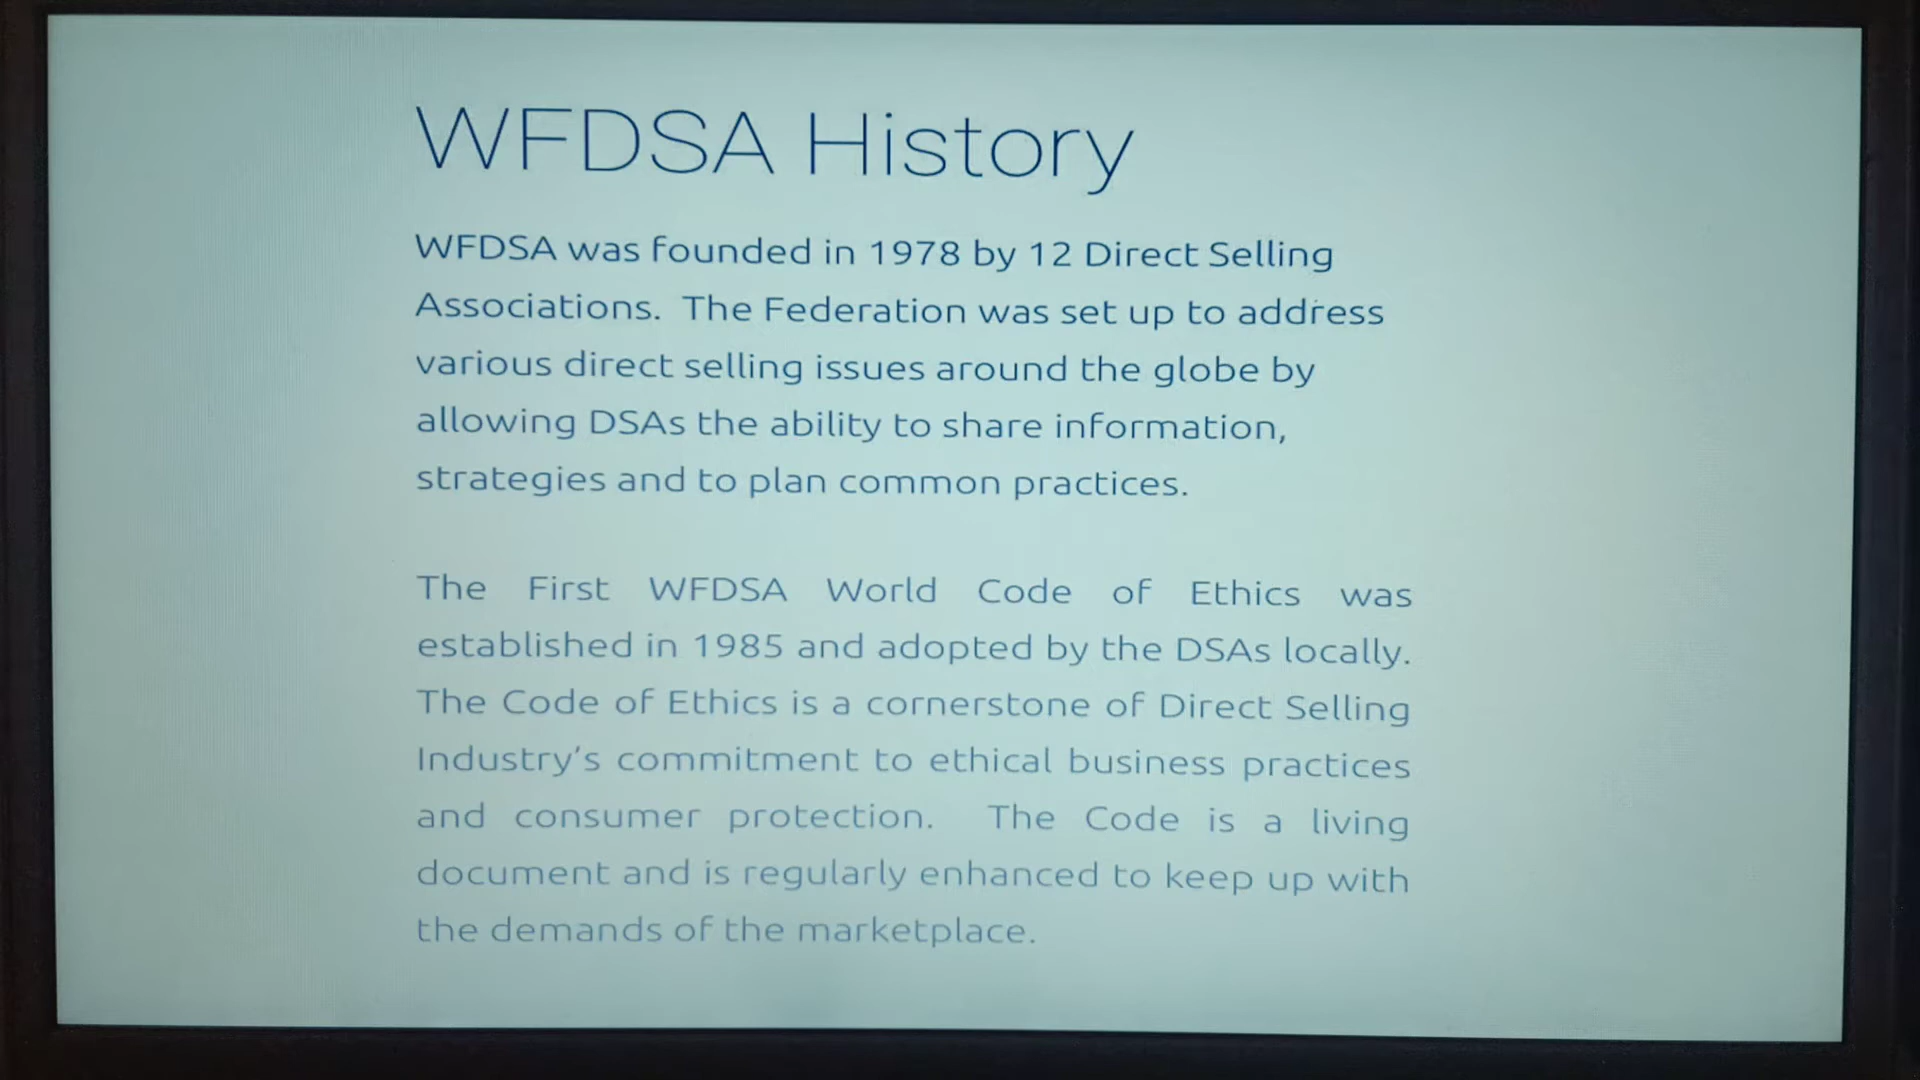 WFDSA History
WFDSA was founded in 1978 by 12 Direct Selling
Associations.  The Federation was set up to address
various direct selling issues around the globe by
allowing DSAs the ability to share information,
strategies and to plan common practices.
The First WFDSA World Code of Ethics was
established in 1985 and adopted by the DSAs locally.
The Code of Ethics is a cornerstone of Direct Selling
Industry’s commitment to ethical business practices
and consumer protection.  The Code is a living
document and is regularly enhanced to keep up with
the demands of the marketplace.